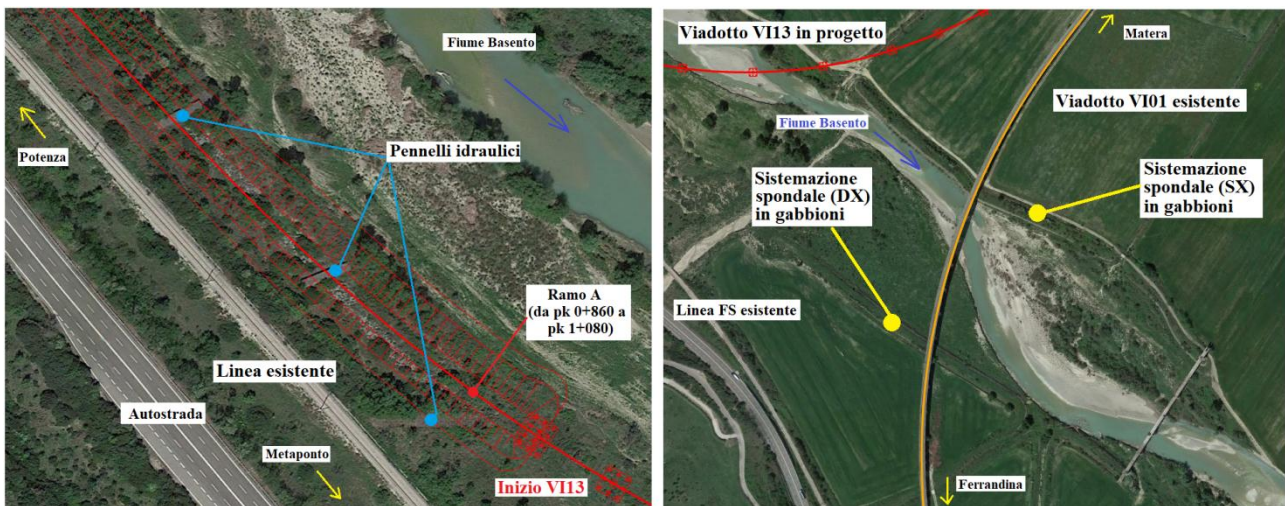 Fiume Basento
Potenza
Pennelli idraulici
Ramo A
(da pk 0+860 a
pk 1+080)
Linea esistente
Autostrada
Metaponto
Inizio VI13
Viadotto VI13 in progetto
Matera
Viadotto VI01 esistente
Fiume Basento
Sistemazione
spondale (DX)
in gabbioni
Sistemazione
spondale (SX)
in gabbioni
Linea FS esistente
Ferrandina